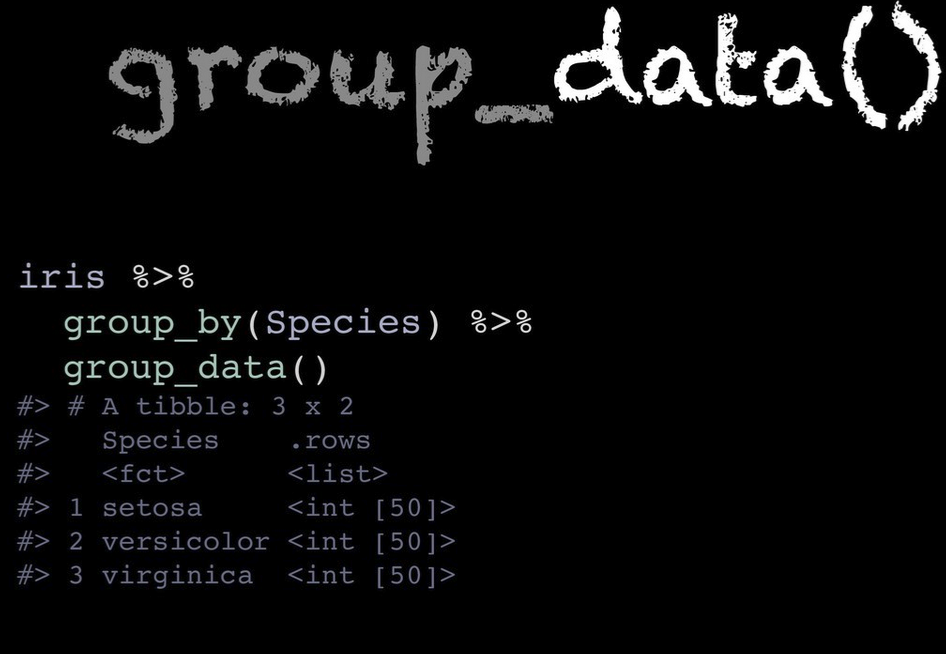 group_data()
iris %>%
  group_by(Species) %>%
  group_data()
#> # A tibble: 3 x 2
#>   Species    .rows
#>   <fct>      <list>
#> 1 setosa     <int [50]>
#> 2 versicolor <int [50]>
#> 3 virginica  <int [50]>